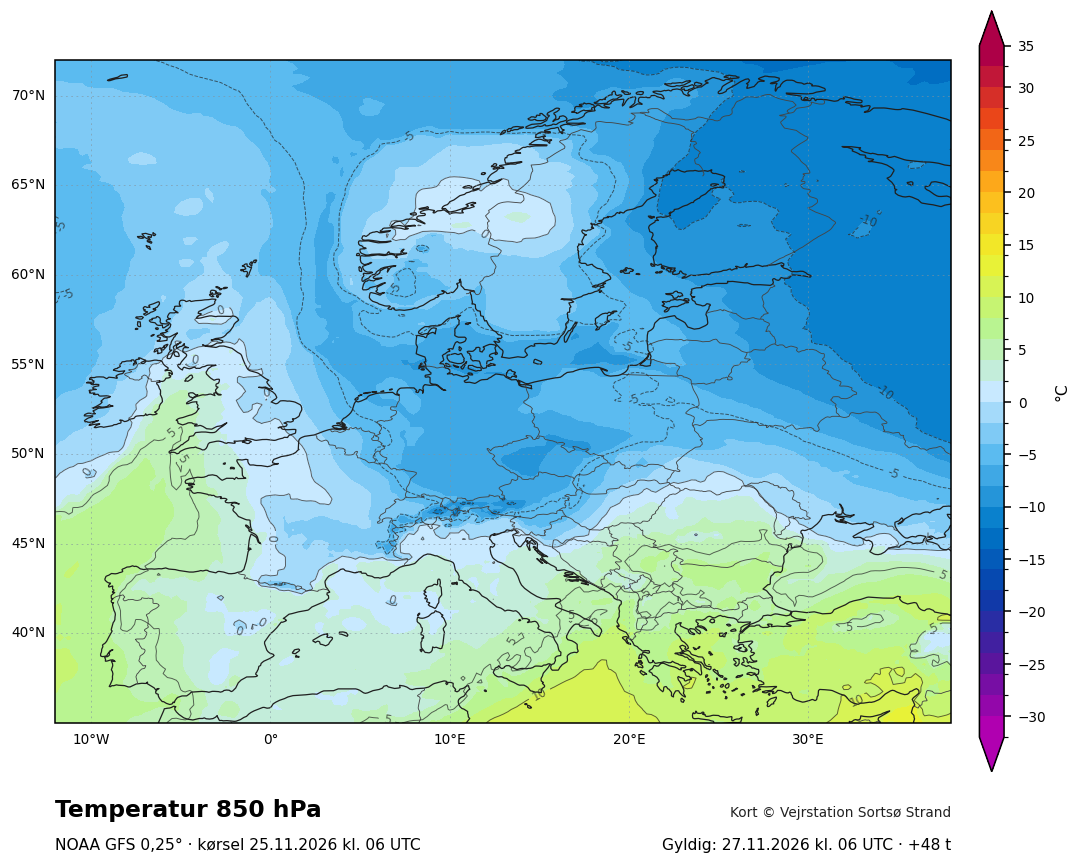 70°N
65°N
60°N
55°N
50°N
45°N
40°N
10°W 0° 10°E 20°E 30°E
35
30
25
20
15
10
5
0
−5
−10
−15
−20
−25
−30
°C
Temperatur 850 hPa
Kort © Vejrstation Sortsø Strand
NOAA GFS 0,25° · kørsel 25.11.2026 kl. 06 UTC
Gyldig: 27.11.2026 kl. 06 UTC · +48 t